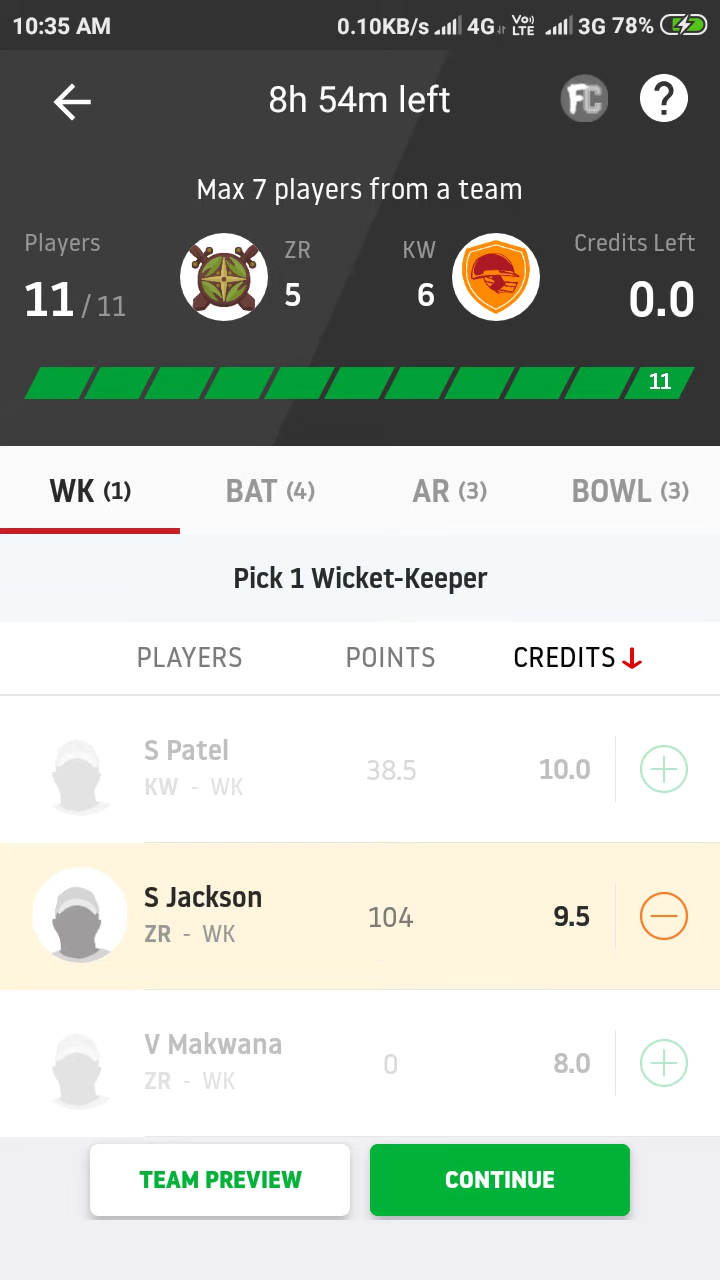 10:35 AM 0.10KB/s 4G Vo) LTE 3G 78%
8h 54m left FC ?
Max 7 players from a team
Players ZR KW Credits Left
11 / 11 5 6 0.0
11
WK (1) BAT (4) AR (3) BOWL (3)
Pick 1 Wicket-Keeper
PLAYERS POINTS CREDITS
S Patel
KW - WK 38.5 10.0
S Jackson
ZR - WK 104 9.5
V Makwana
ZR - WK 0 8.0
TEAM PREVIEW CONTINUE